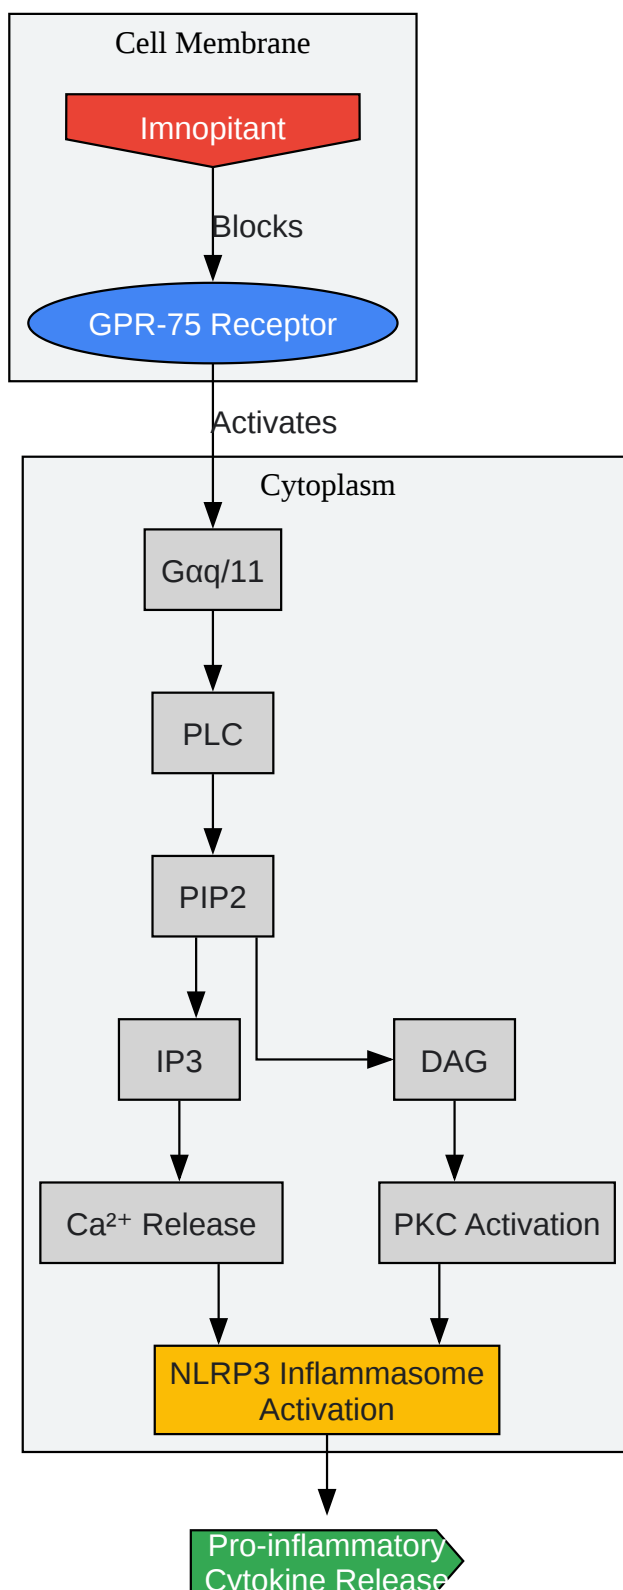 Cell Membrane
Imnopitant
Blocks
GPR-75 Receptor
Activates
Cytoplasm
Gαq/11
PLC
PIP2
IP3
DAG
Ca²⁺ Release
PKC Activation
NLRP3 Inflammasome
Activation
Pro-inflammatory
Cytokine Release